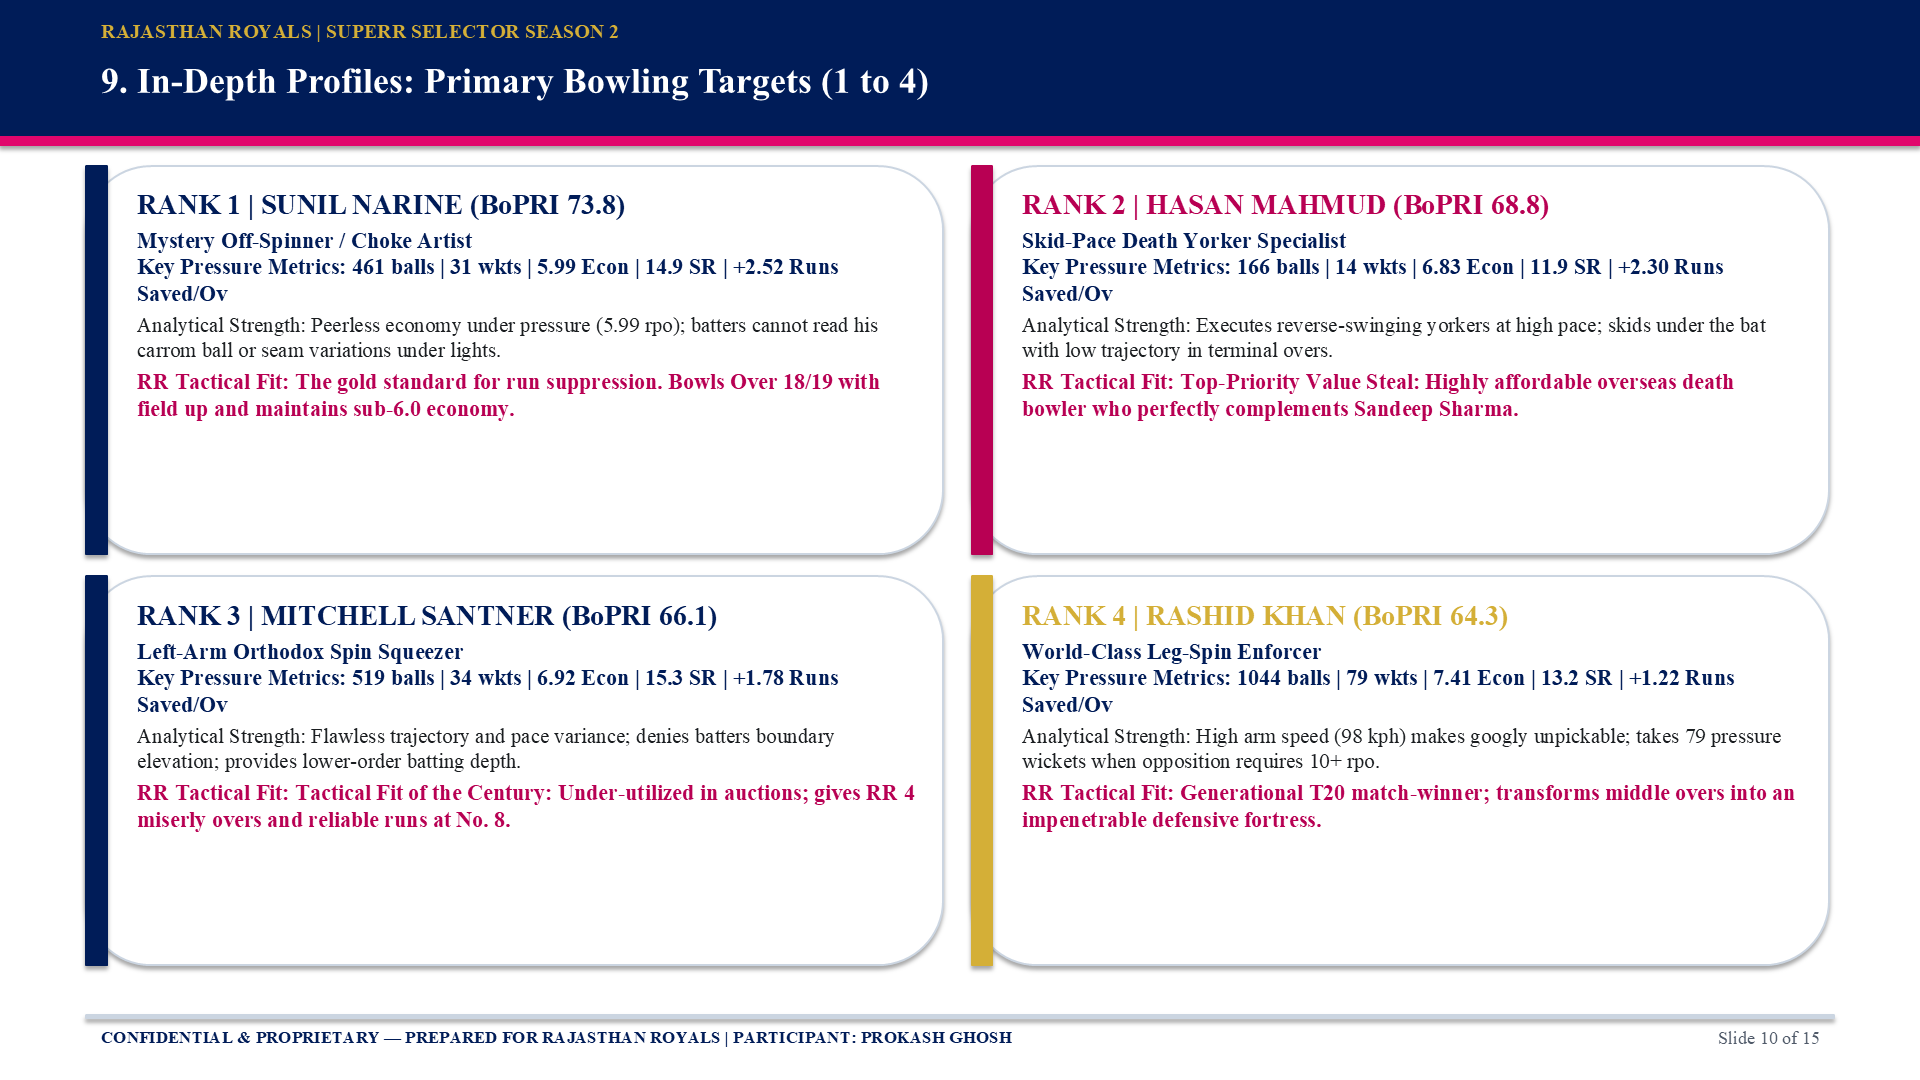 RAJASTHAN ROYALS | SUPERR SELECTOR SEASON 2
9. In-Depth Profiles: Primary Bowling Targets (1 to 4)
RANK 1 | SUNIL NARINE (BoPRI 73.8)
Mystery Off-Spinner / Choke Artist
Key Pressure Metrics: 461 balls | 31 wkts | 5.99 Econ | 14.9 SR | +2.52 Runs
Saved/Ov
Analytical Strength: Peerless economy under pressure (5.99 rpo); batters cannot read his
carrom ball or seam variations under lights.
RR Tactical Fit: The gold standard for run suppression. Bowls Over 18/19 with
field up and maintains sub-6.0 economy.
RANK 2 | HASAN MAHMUD (BoPRI 68.8)
Skid-Pace Death Yorker Specialist
Key Pressure Metrics: 166 balls | 14 wkts | 6.83 Econ | 11.9 SR | +2.30 Runs
Saved/Ov
Analytical Strength: Executes reverse-swinging yorkers at high pace; skids under the bat
with low trajectory in terminal overs.
RR Tactical Fit: Top-Priority Value Steal: Highly affordable overseas death
bowler who perfectly complements Sandeep Sharma.
RANK 3 | MITCHELL SANTNER (BoPRI 66.1)
Left-Arm Orthodox Spin Squeezer
Key Pressure Metrics: 519 balls | 34 wkts | 6.92 Econ | 15.3 SR | +1.78 Runs
Saved/Ov
Analytical Strength: Flawless trajectory and pace variance; denies batters boundary
elevation; provides lower-order batting depth.
RR Tactical Fit: Tactical Fit of the Century: Under-utilized in auctions; gives RR 4
miserly overs and reliable runs at No. 8.
RANK 4 | RASHID KHAN (BoPRI 64.3)
World-Class Leg-Spin Enforcer
Key Pressure Metrics: 1044 balls | 79 wkts | 7.41 Econ | 13.2 SR | +1.22 Runs
Saved/Ov
Analytical Strength: High arm speed (98 kph) makes googly unpickable; takes 79 pressure
wickets when opposition requires 10+ rpo.
RR Tactical Fit: Generational T20 match-winner; transforms middle overs into an
impenetrable defensive fortress.
CONFIDENTIAL & PROPRIETARY — PREPARED FOR RAJASTHAN ROYALS | PARTICIPANT: PROKASH GHOSH
Slide 10 of 15